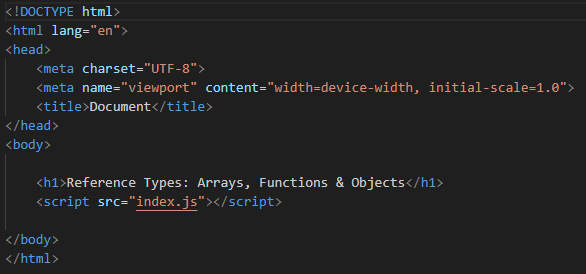 <!DOCTYPE html>
<html lang="en">
<head>
    <meta charset="UTF-8">
    <meta name="viewport" content="width=device-width, initial-scale=1.0">
    <title>Document</title>
</head>
<body>

    <h1>Reference Types: Arrays, Functions & Objects</h1>
    <script src="index.js"></script>

</body>
</html>